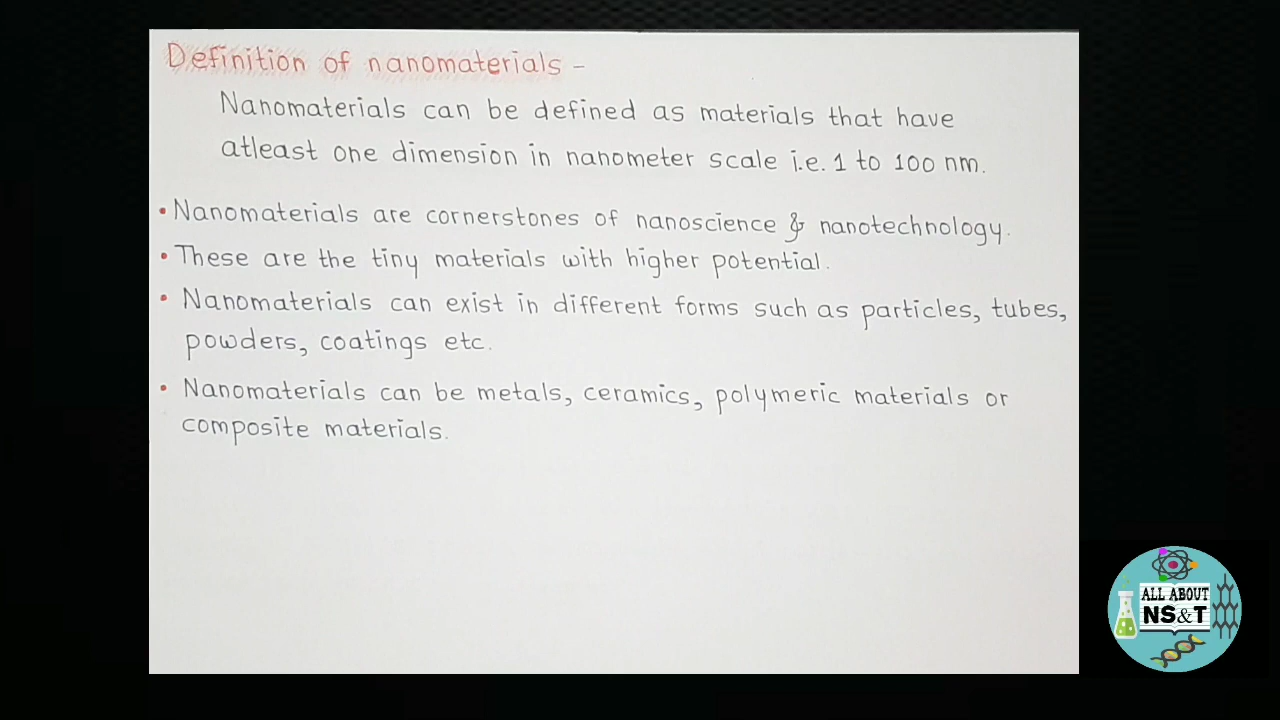 Definition of nanomaterials -
Nanomaterials can be defined as materials that have
atleast one dimension in nanometer scale i.e. 1 to 100 nm.
• Nanomaterials are cornerstones of nanoscience & nanotechnology.
• These are the tiny materials with higher potential.
• Nanomaterials can exist in different forms such as particles, tubes,
powders, coatings etc.
• Nanomaterials can be metals, ceramics, polymeric materials or
composite materials.
ALL ABOUT
NS&T